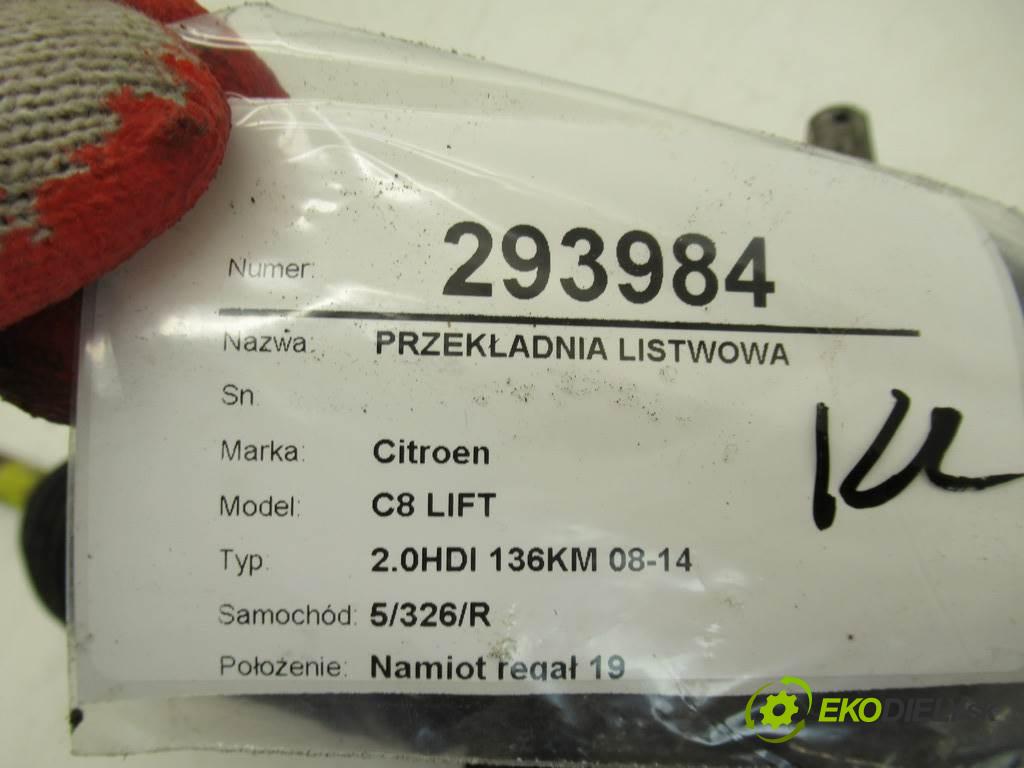 Numer: 293984
Nazwa: PRZEKŁADNIA LISTWOWA
Sn
Marka: Citroen
Model: C8 LIFT
Typ: 2.0HDI 136KM 08-14
Samochód: 5/326/R
Położenie: Namiot regał 19
EKODIELY.SK